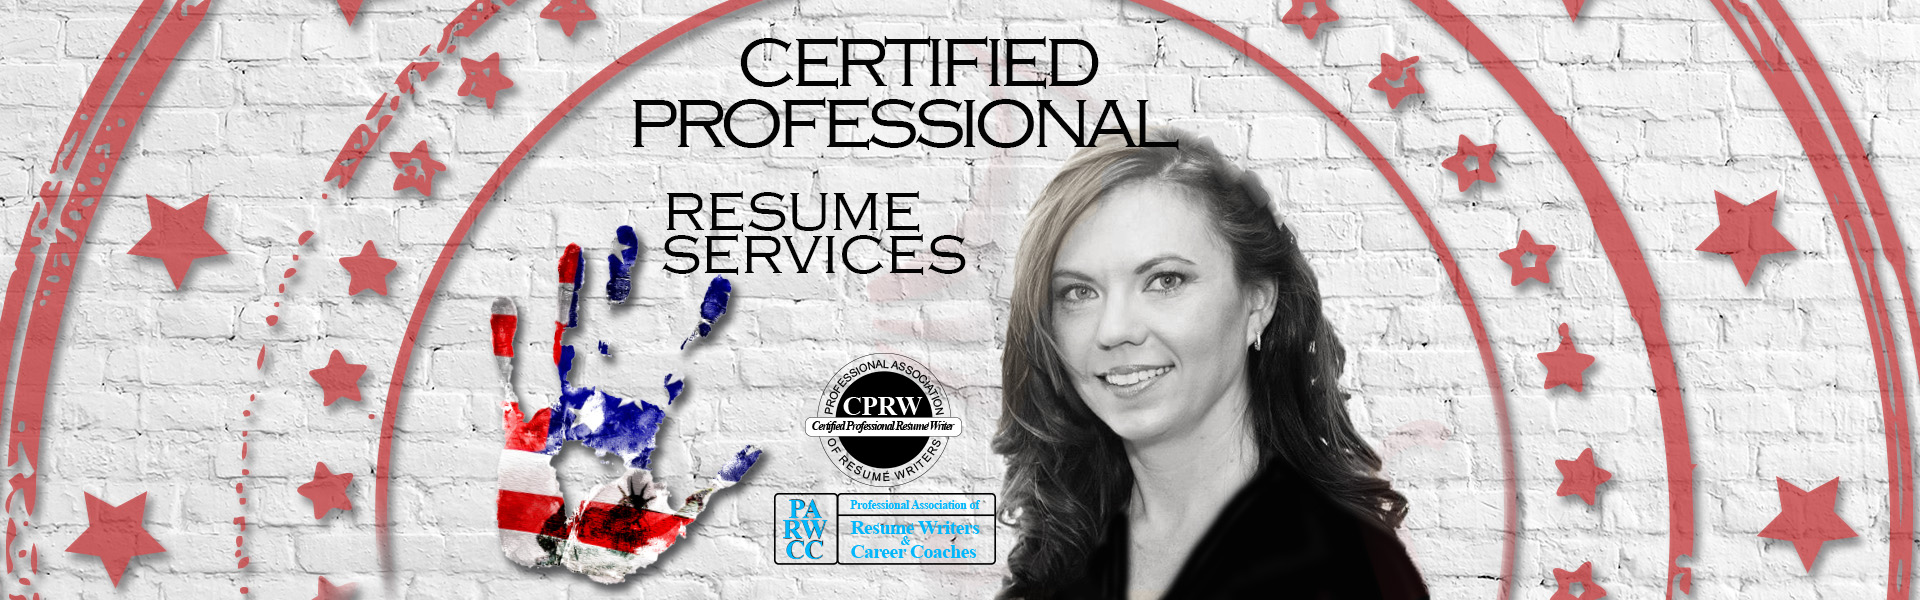 CERTIFIED
PROFESSIONAL
RESUME
SERVICES
PROFESSIONAL ASSOCIATION
CPRW
Certified Professional Resume Writer
OF RESUME WRITERS
PA
RW
CC
Professional Association of
Resume Writers
&
Career Coaches